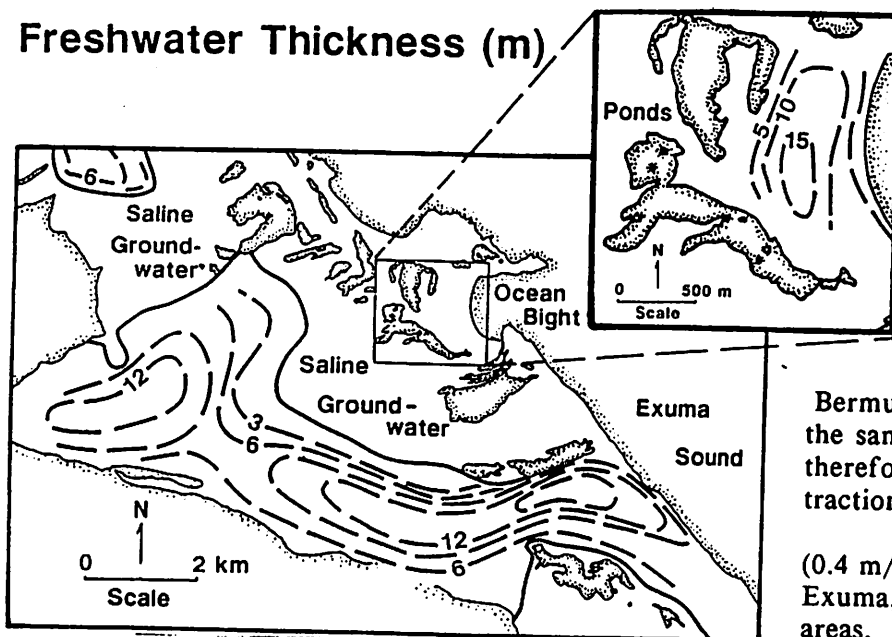 Freshwater Thickness (m)
Ponds
5
10
15
N
0 500 m
Scale
6
Saline
Ground-
water
12
3
6
Saline
Ground-
water
Ocean
Bight
Exuma
Sound
12
6
N
0 2 km
Scale
Bermu
the san
therefo
traction
(0.4 m/
Exuma.
areas.